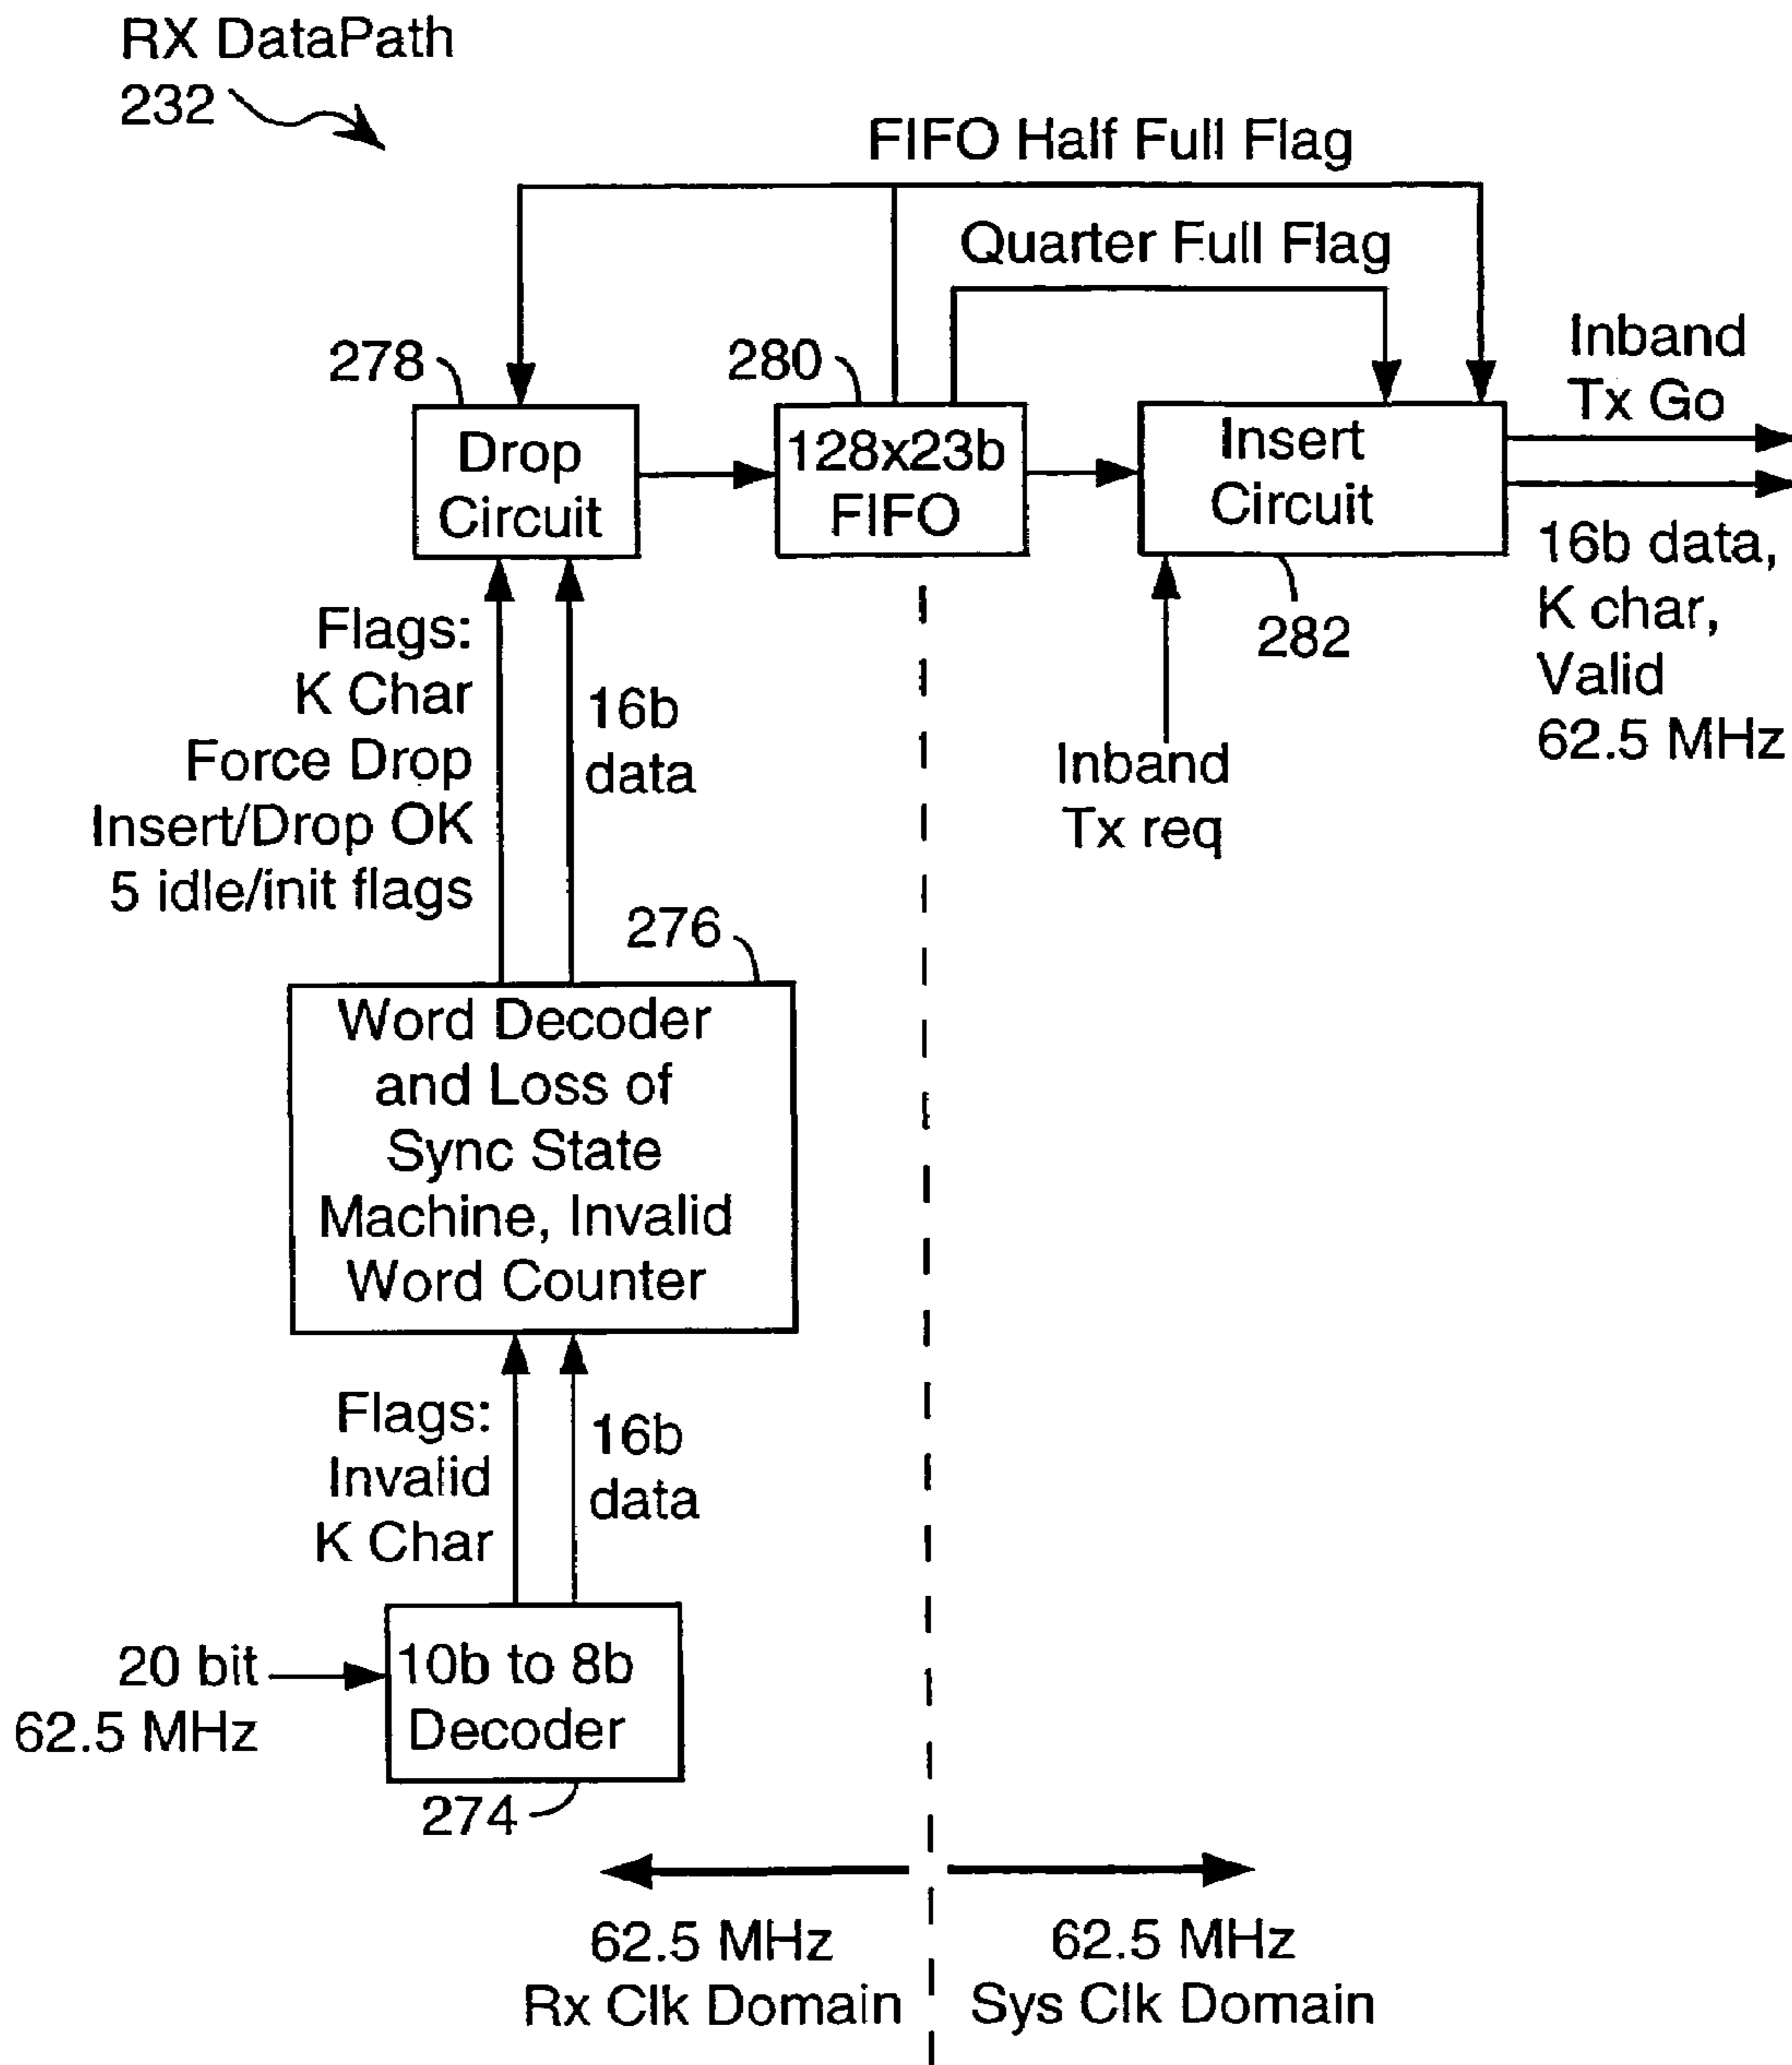 RX DataPath
232
FIFO Half Full Flag
Quarter Full Flag
278
280
Inband
Tx Go
Drop
Circuit
128x23b
FIFO
Insert
Circuit
16b data,
K char,
Valid
62.5 MHz
282
Flags:
K Char
Force Drop
Insert/Drop OK
5 idle/init flags
16b
data
Inband
Tx req
276
Word Decoder
and Loss of
Sync State
Machine, Invalid
Word Counter
Flags:
Invalid
K Char
16b
data
20 bit
62.5 MHz
10b to 8b
Decoder
274
62.5 MHz
Rx Clk Domain
62.5 MHz
Sys Clk Domain